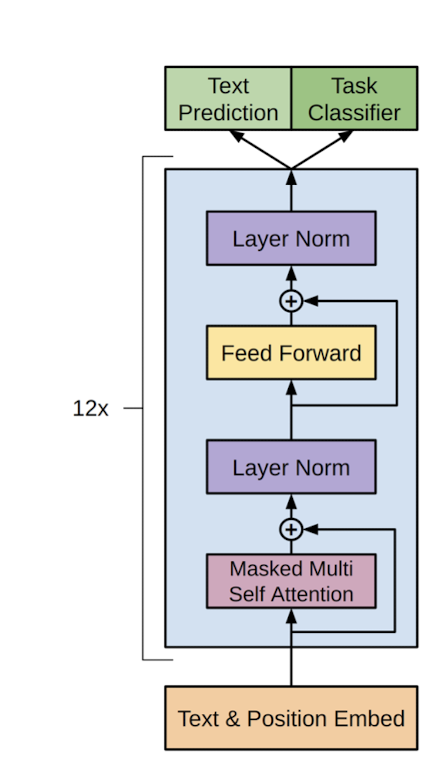 Text
Prediction
Task
Classifier
Layer Norm
+
Feed Forward
12x
Layer Norm
+
Masked Multi
Self Attention
Text & Position Embed